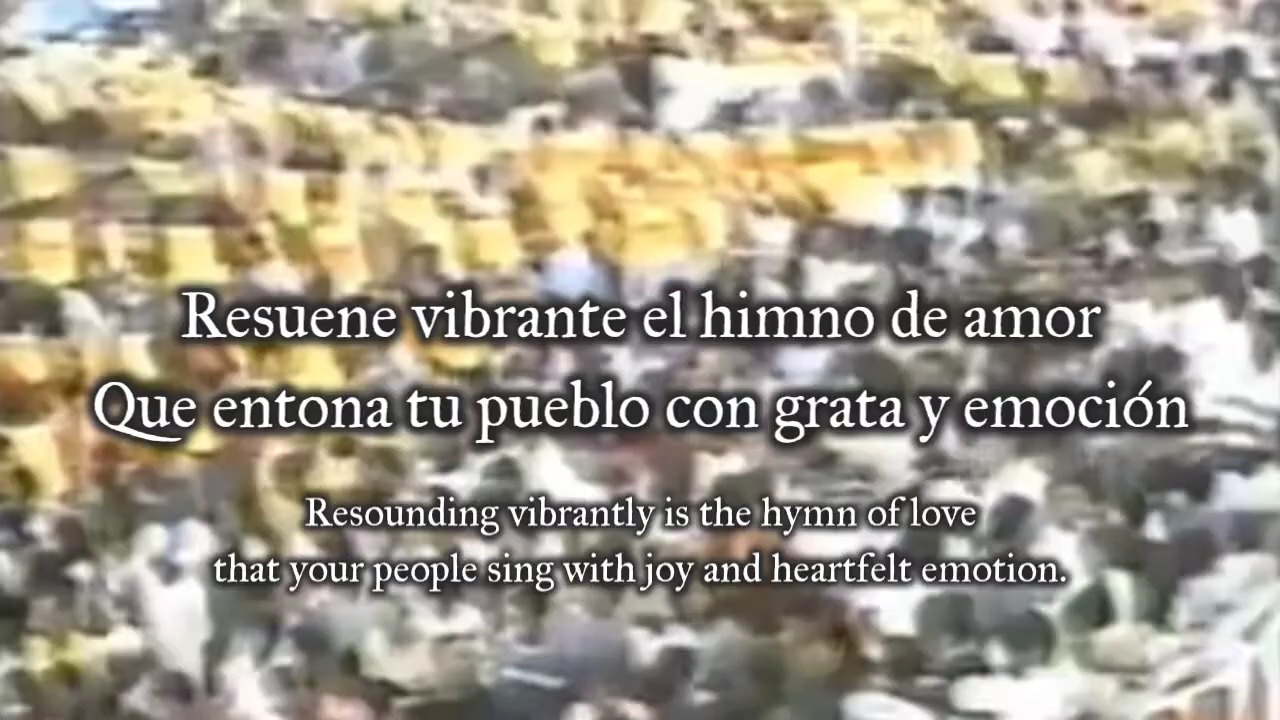 Resuene vibrante el himno de amor
Que entona tu pueblo con grata y emoción
Resounding vibrantly is the hymn of love
that your people sing with joy and heartfelt emotion.